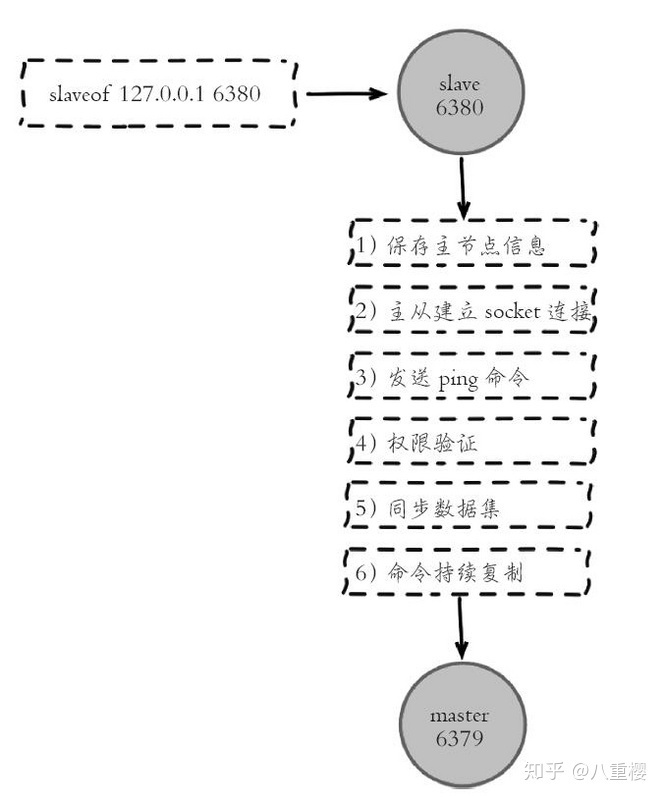 slaveof 127.0.0.1 6380
slave
6380
1) 保存主节点信息
2) 主从建立 socket 连接
3) 发送 ping 命令
4) 权限验证
5) 同步数据集
6) 命令持续复制
master
6379
知乎 @八重樱